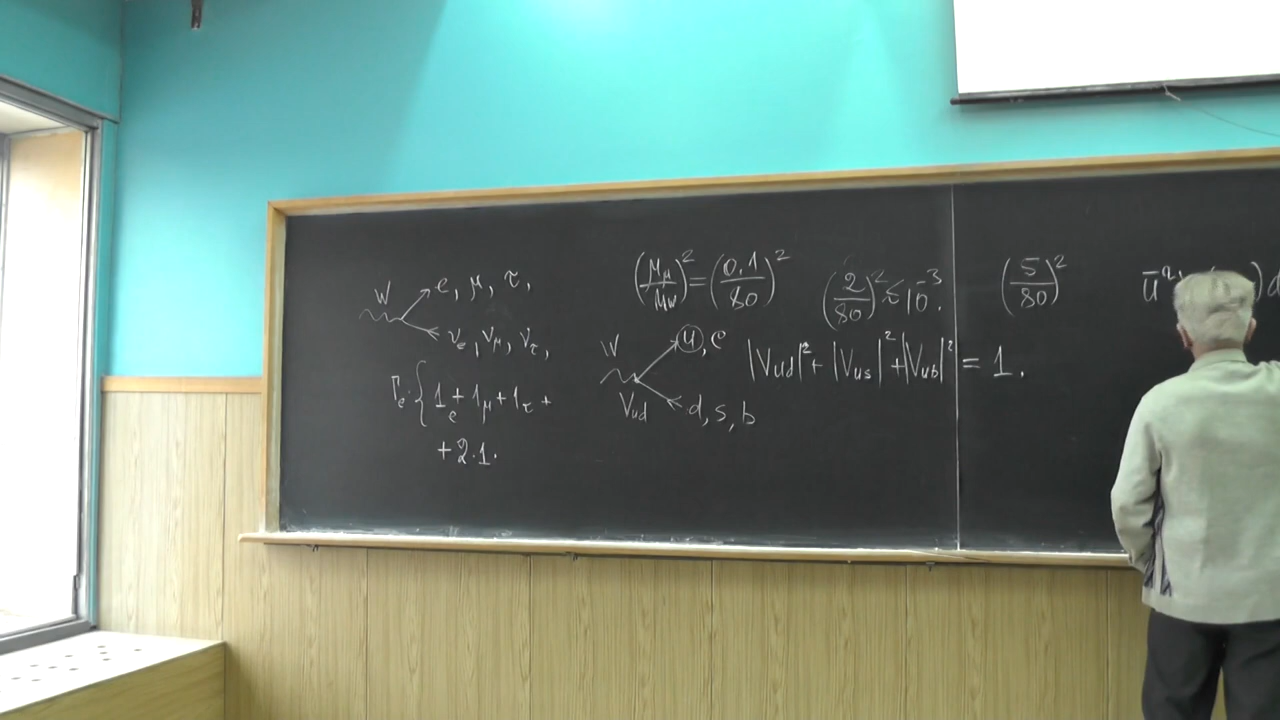 W e, μ, τ,
ν_e, ν_μ, ν_τ,
Γ_e·{1_e + 1_μ + 1_τ +
+ 2·1.
(M_μ/M_W)² = (0.1/80)²
(2/80)² ≲ 10⁻³.
(5/80)²
W u, c
V_ud d, s, b
|V_ud|² + |V_us|² + |V_ub|² = 1.